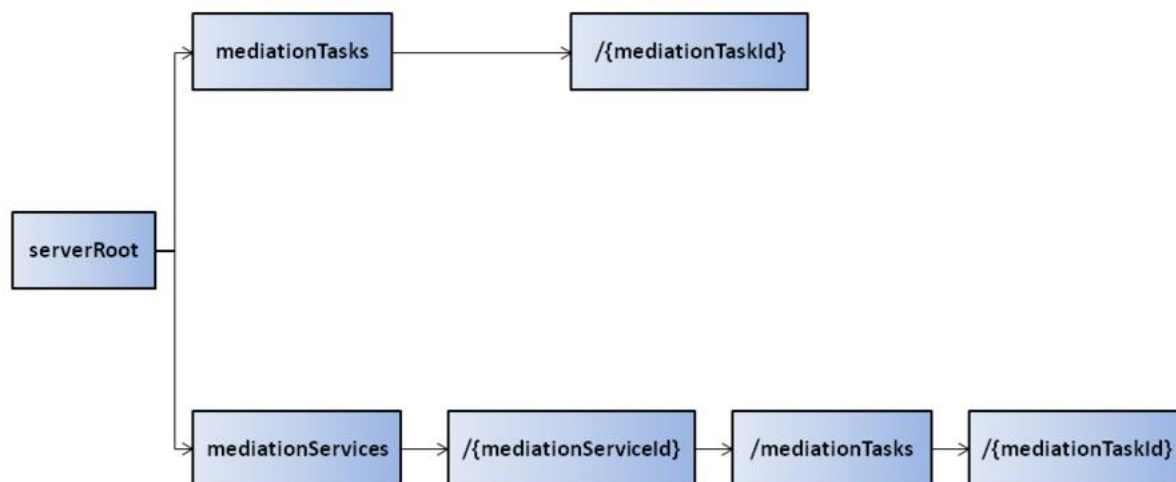 mediationTasks
/{mediationTaskId}
serverRoot
mediationServices
/{mediationServiceId}
/mediationTasks
/{mediationTaskId}